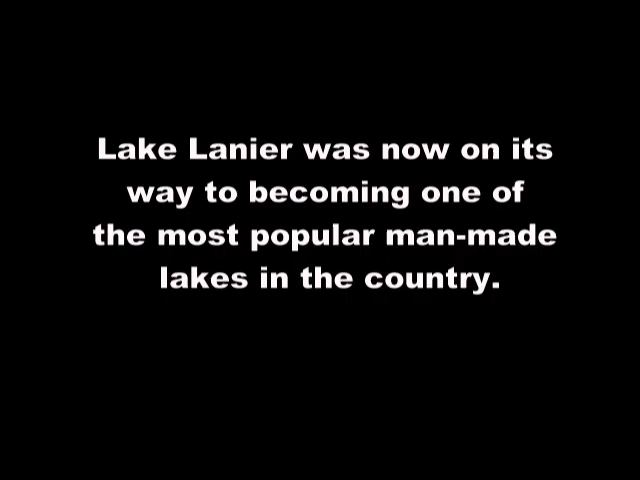 Lake Lanier was now on its
way to becoming one of
the most popular man-made
lakes in the country.